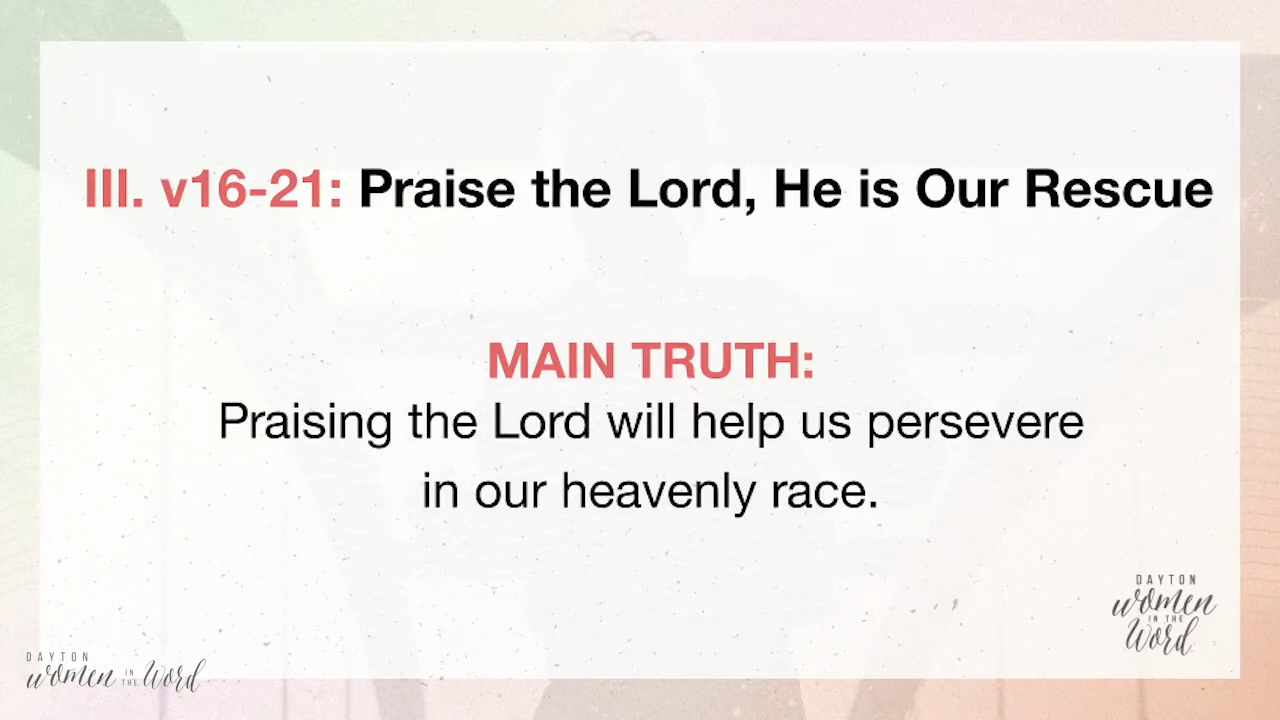 III. v16-21: Praise the Lord, He is Our Rescue
MAIN TRUTH:
Praising the Lord will help us persevere
in our heavenly race.
DAYTON
women
IN THE
Word
DAYTON
women IN THE Word